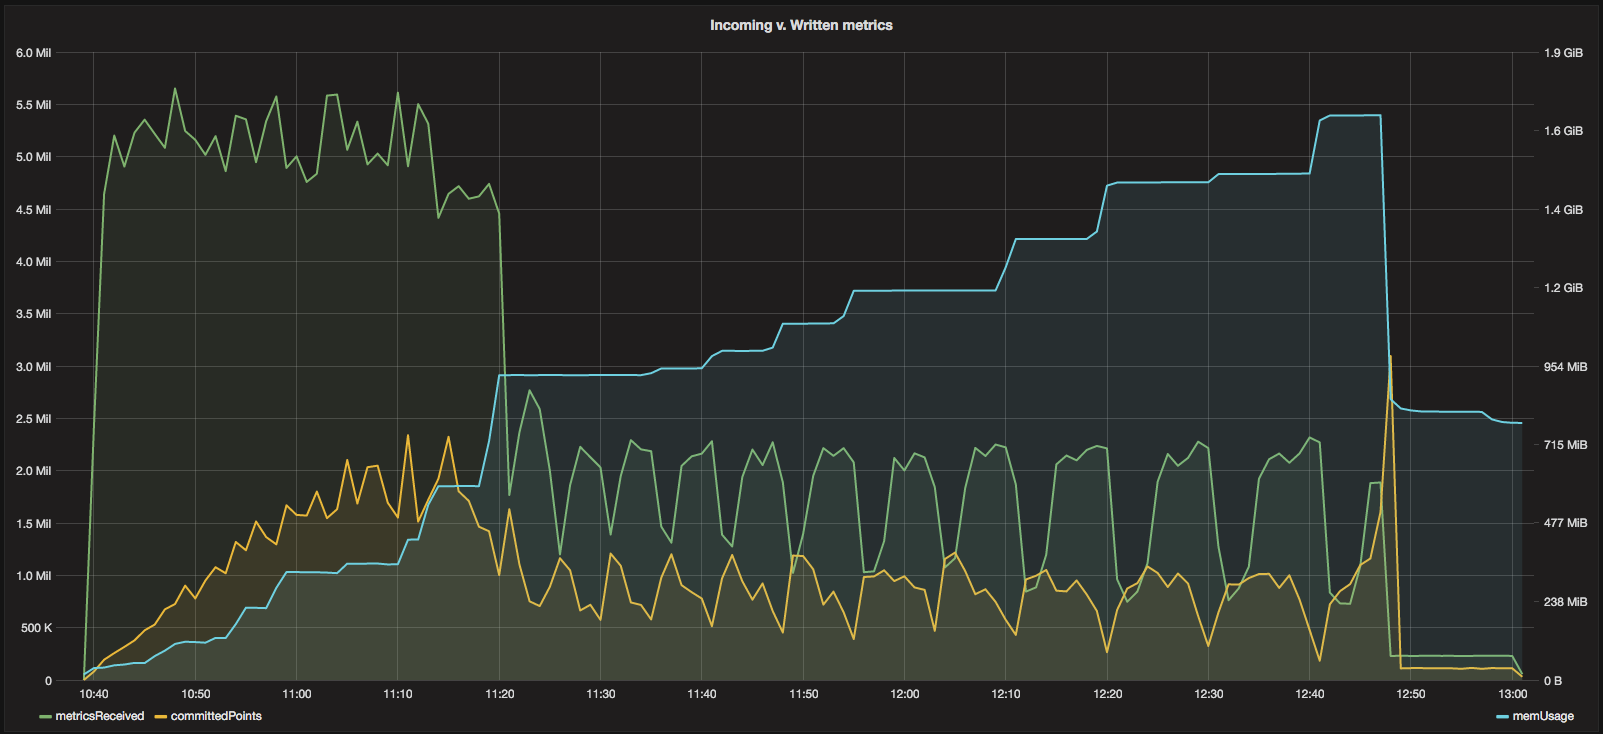 Incoming v. Written metrics
6.0 Mil
5.5 Mil
5.0 Mil
4.5 Mil
4.0 Mil
3.5 Mil
3.0 Mil
2.5 Mil
2.0 Mil
1.5 Mil
1.0 Mil
500 K
0
1.9 GiB
1.6 GiB
1.4 GiB
1.2 GiB
954 MiB
715 MiB
477 MiB
238 MiB
0 B
10:40 10:50 11:00 11:10 11:20 11:30 11:40 11:50 12:00 12:10 12:20 12:30 12:40 12:50 13:00
metricsReceived committedPoints memUsage